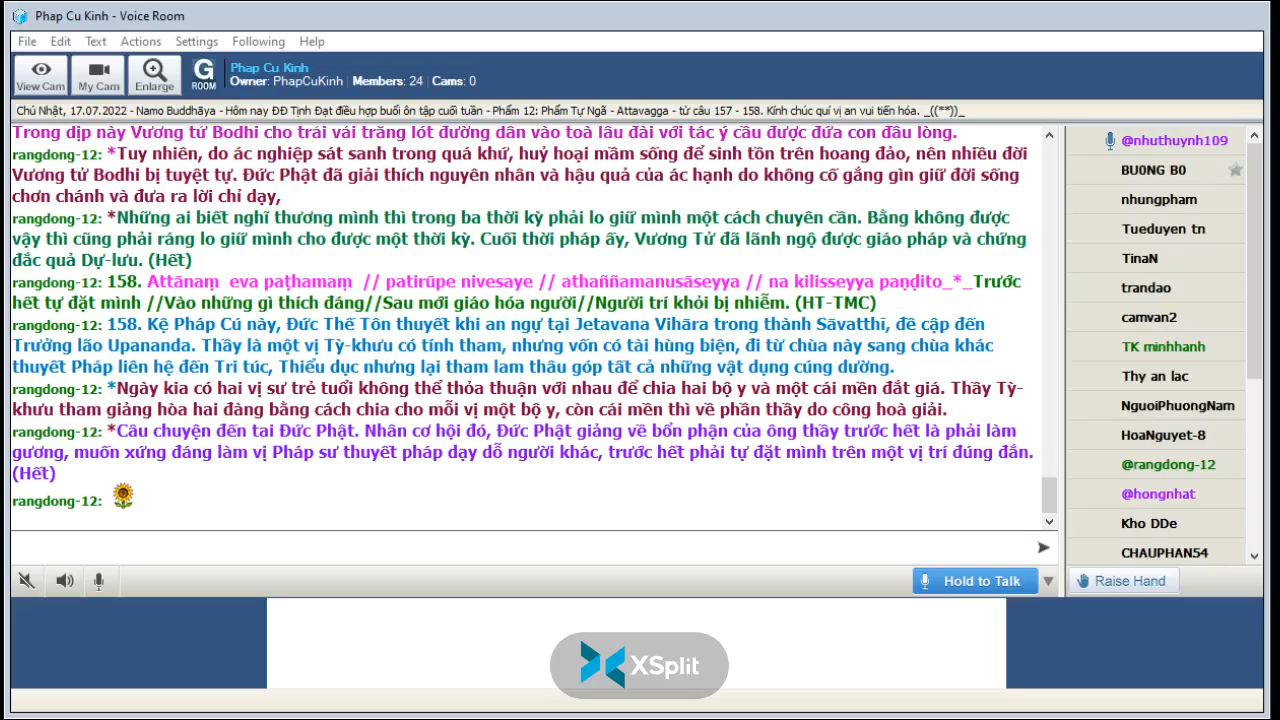 Phap Cu Kinh - Voice Room
File Edit Text Actions Settings Following Help
View Cam My Cam Enlarge G ROOM
Phap Cu Kinh
Owner: PhapCuKinh | Members: 24 | Cams: 0
Chủ Nhật, 17.07.2022 - Namo Buddhāya - Hôm nay ĐĐ Tịnh Đạt điều hợp buổi ôn tập cuối tuần - Phẩm 12: Phẩm Tự Ngã - Attavagga - từ câu 157 - 158. Kính chúc quí vị an vui tiến hóa. _((**))_
Trong dịp này Vương tử Bodhi cho trải vải trắng lót đường dẫn vào toà lâu đài với tác ý cầu được đứa con đầu lòng.
rangdong-12: *Tuy nhiên, do ác nghiệp sát sanh trong quá khứ, huỷ hoại mầm sống để sinh tồn trên hoang đảo, nên nhiều đời
Vương tử Bodhi bị tuyệt tự. Đức Phật đã giải thích nguyên nhân và hậu quả của ác hạnh do không cố gắng gìn giữ đời sống
chơn chánh và đưa ra lời chỉ dạy,
rangdong-12: *Những ai biết nghĩ thương mình thì trong ba thời kỳ phải lo giữ mình một cách chuyên cần. Bằng không được
vậy thì cũng phải ráng lo giữ mình cho được một thời kỳ. Cuối thời pháp ấy, Vương Tử đã lãnh ngộ được giáo pháp và chứng
đắc quả Dự-lưu. (Hết)
rangdong-12: 158. Attānaṃ eva paṭhamaṃ // patirūpe nivesaye // athaññamanusāseyya // na kilisseyya paṇḍito_*_Trước
hết tự đặt mình //Vào những gì thích đáng//Sau mới giáo hóa người//Người trí khỏi bị nhiễm. (HT-TMC)
rangdong-12: 158. Kệ Pháp Cú này, Đức Thế Tôn thuyết khi an ngự tại Jetavana Vihāra trong thành Sāvatthī, đề cập đến
Trưởng lão Upananda. Thầy là một vị Tỳ-khưu có tính tham, nhưng vốn có tài hùng biện, đi từ chùa này sang chùa khác
thuyết Pháp liên hệ đến Tri túc, Thiểu dục nhưng lại tham lam thâu góp tất cả những vật dụng cúng dường.
rangdong-12: *Ngày kia có hai vị sư trẻ tuổi không thể thỏa thuận với nhau để chia hai bộ y và một cái mền đắt giá. Thầy Tỳ-
khưu tham giảng hòa hai đàng bằng cách chia cho mỗi vị một bộ y, còn cái mền thì về phần thầy do công hoà giải.
rangdong-12: *Câu chuyện đến tai Đức Phật. Nhân cơ hội đó, Đức Phật giảng về bổn phận của ông thầy trước hết là phải làm
gương, muốn xứng đáng làm vị Pháp sư thuyết pháp dạy dỗ người khác, trước hết phải tự đặt mình trên một vị trí đúng đắn.
(Hết)
rangdong-12:
@nhuthuynh109
BU0NG B0
nhungpham
Tueduyen tn
TinaN
trandao
camvan2
TK minhhanh
Thy an lac
NguoiPhuongNam
HoaNguyet-8
@rangdong-12
@hongnhat
Kho DDe
CHAUPHAN54
Hold to Talk
Raise Hand
XSplit